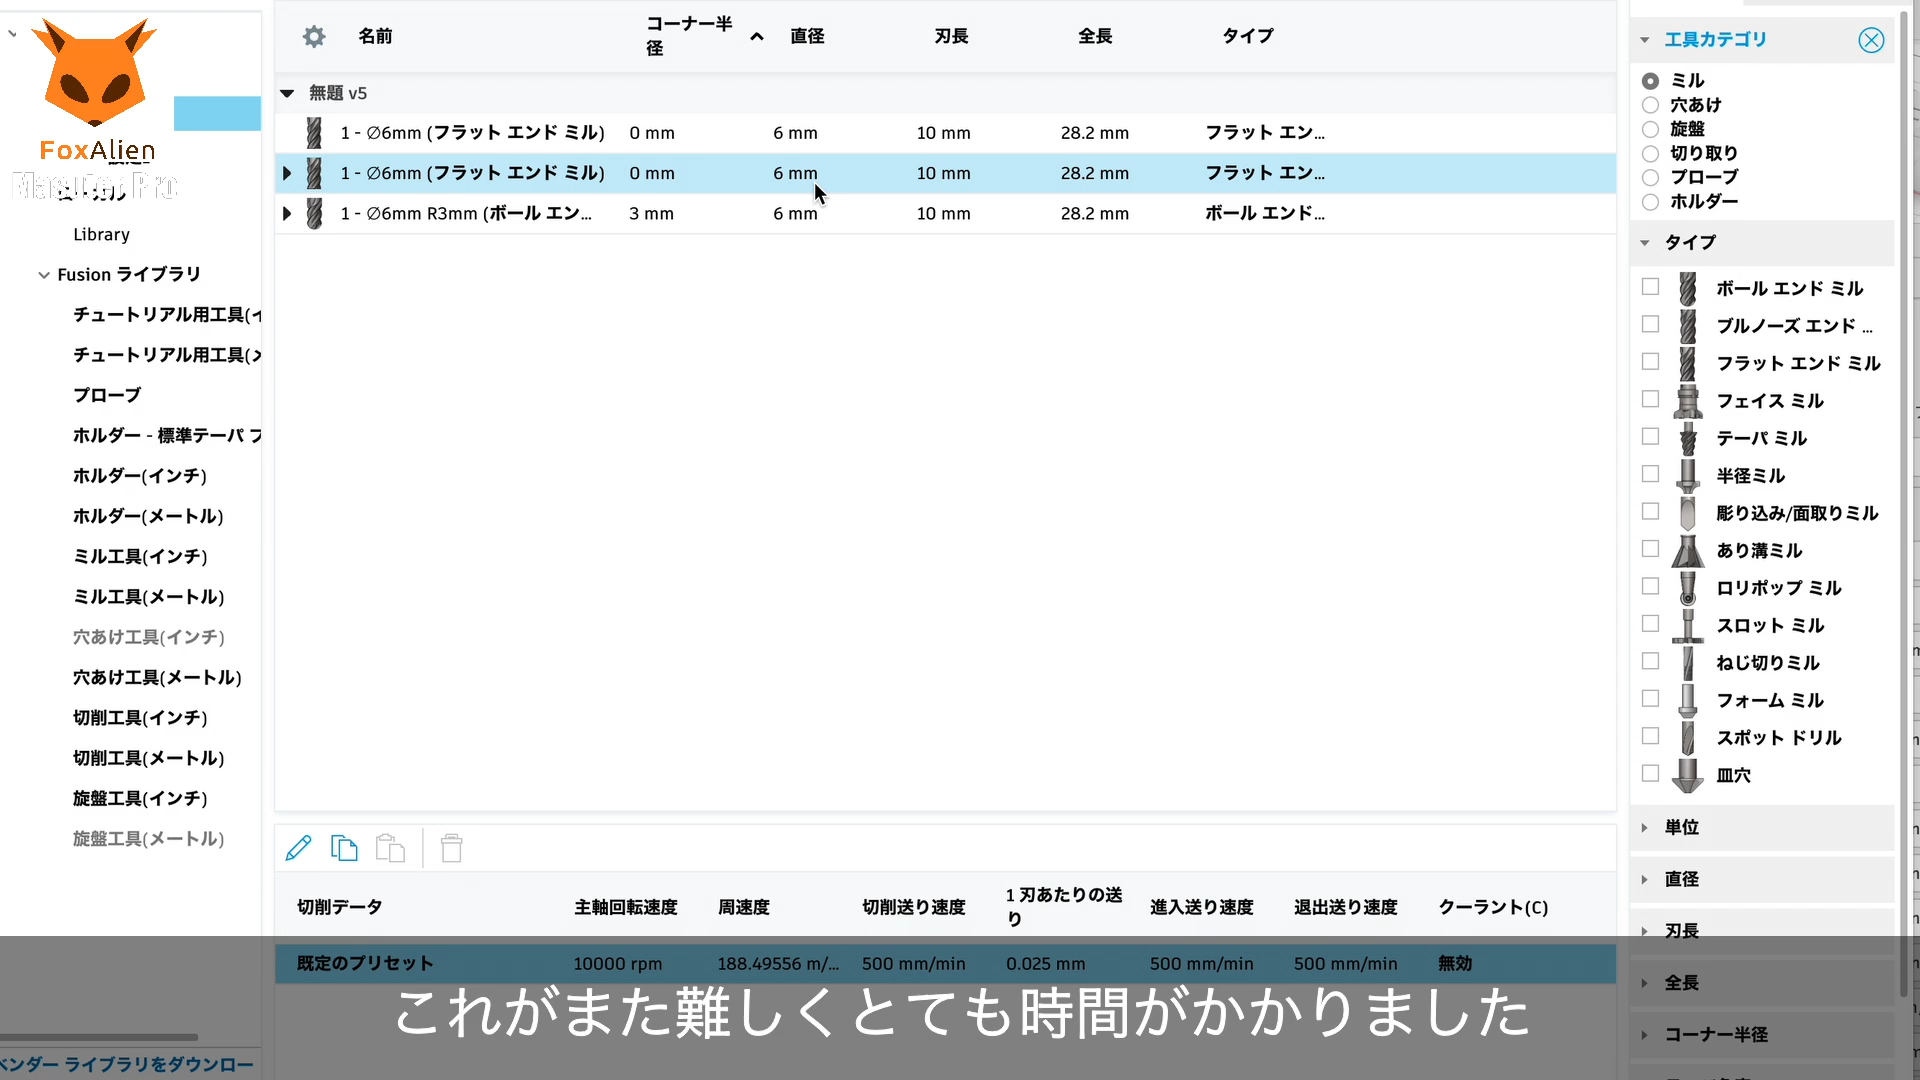 FoxAlien
Masuter Pro
Library
Fusion ライブラリ
チュートリアル用工具(イ
チュートリアル用工具(メ
プローブ
ホルダー - 標準テーパ フ
ホルダー(インチ)
ホルダー(メートル)
ミル工具(インチ)
ミル工具(メートル)
穴あけ工具(インチ)
穴あけ工具(メートル)
切削工具(インチ)
切削工具(メートル)
旋盤工具(インチ)
旋盤工具(メートル)
ベンダー ライブラリをダウンロー
名前 コーナー半径 直径 刃長 全長 タイプ
無題 v5
1 - ∅6mm (フラット エンド ミル) 0 mm 6 mm 10 mm 28.2 mm フラット エン...
1 - ∅6mm (フラット エンド ミル) 0 mm 6 mm 10 mm 28.2 mm フラット エン...
1 - ∅6mm R3mm (ボール エン... 3 mm 6 mm 10 mm 28.2 mm ボール エンド...
切削データ 主軸回転速度 周速度 切削送り速度 1 刃あたりの送り 進入送り速度 退出送り速度 クーラント(C)
既定のプリセット 10000 rpm 188.49556 m/... 500 mm/min 0.025 mm 500 mm/min 500 mm/min 無効
これがまた難しくとても時間がかかりました
工具カテゴリ
ミル
穴あけ
旋盤
切り取り
プローブ
ホルダー
タイプ
ボール エンド ミル
ブルノーズ エンド ...
フラット エンド ミル
フェイス ミル
テーパ ミル
半径ミル
彫り込み/面取りミル
あり溝ミル
ロリポップ ミル
スロット ミル
ねじ切りミル
フォーム ミル
スポット ドリル
皿穴
単位
直径
刃長
全長
コーナー半径